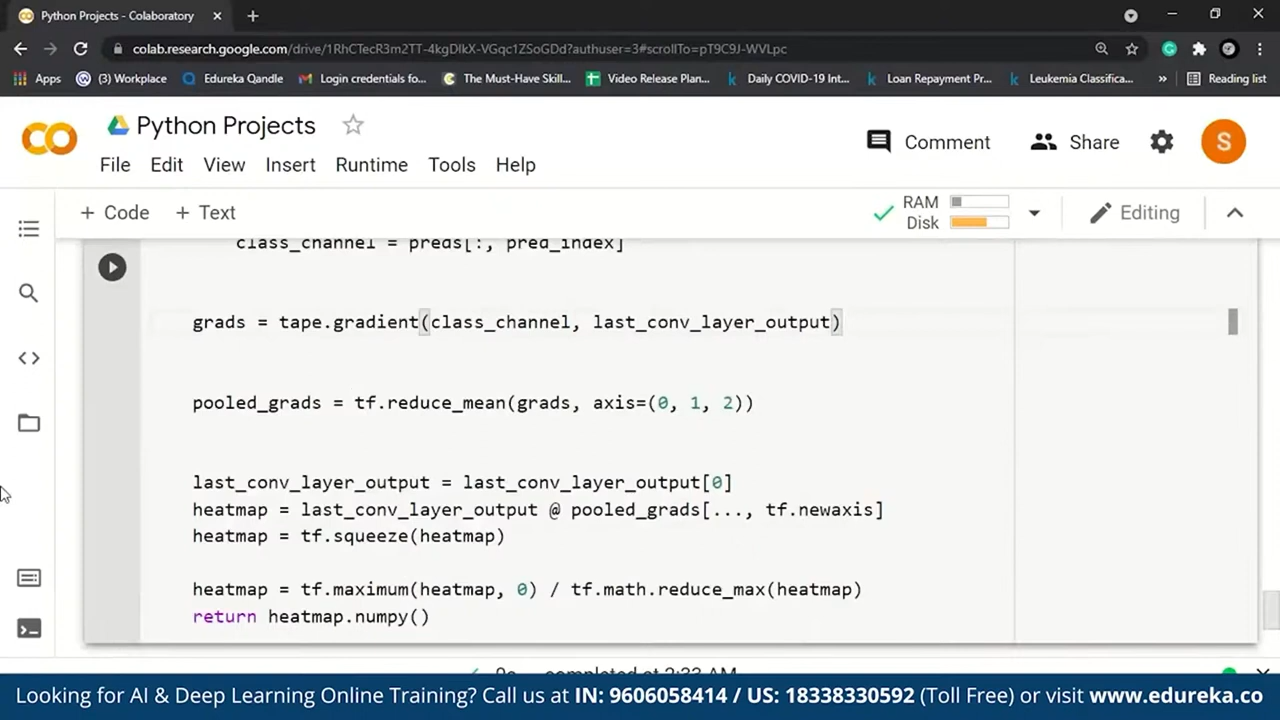 Python Projects - Colaboratory
colab.research.google.com/drive/1RhCTecR3m2TT-4kgDlkX-VGqc1ZSoGDd?authuser=3#scrollTo=pT9C9J-WVLpc
Apps (3) Workplace Edureka Qandle Login credentials fo... The Must-Have Skil... Video Release Plan... Daily COVID-19 Int... Loan Repayment Pr... Leukemia Classifica... » Reading list
Python Projects
Comment Share S
File Edit View Insert Runtime Tools Help
+ Code + Text RAM Disk Editing
class_channel = preds[:, pred_index]
grads = tape.gradient(class_channel, last_conv_layer_output)
pooled_grads = tf.reduce_mean(grads, axis=(0, 1, 2))
last_conv_layer_output = last_conv_layer_output[0]
heatmap = last_conv_layer_output @ pooled_grads[..., tf.newaxis]
heatmap = tf.squeeze(heatmap)
heatmap = tf.maximum(heatmap, 0) / tf.math.reduce_max(heatmap)
return heatmap.numpy()
completed at 2:33 AM
Looking for AI & Deep Learning Online Training? Call us at IN: 9606058414 / US: 18338330592 (Toll Free) or visit www.edureka.co